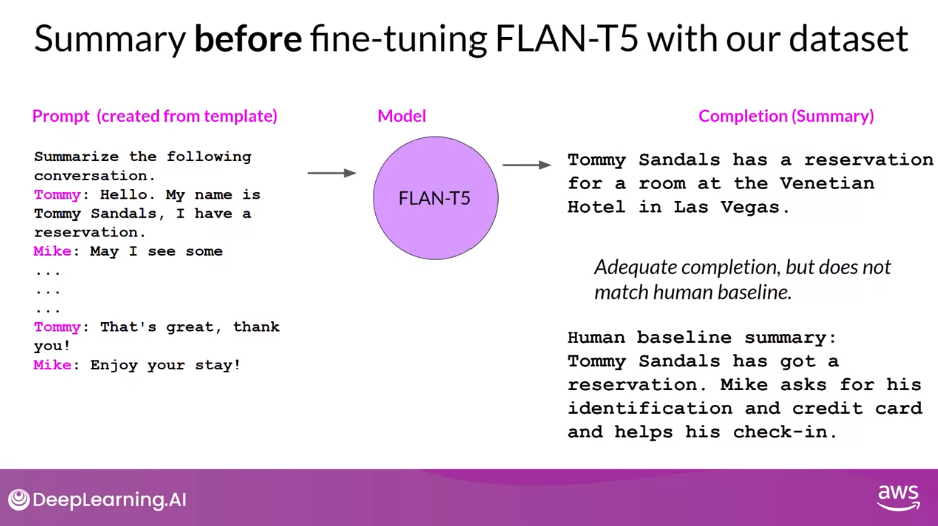 Summary before fine-tuning FLAN-T5 with our dataset
Prompt (created from template)
Summarize the following
conversation.
Tommy: Hello. My name is
Tommy Sandals, I have a
reservation.
Mike: May I see some
...
...
...
Tommy: That's great, thank
you!
Mike: Enjoy your stay!
Model
FLAN-T5
Completion (Summary)
Tommy Sandals has a reservation
for a room at the Venetian
Hotel in Las Vegas.
Adequate completion, but does not
match human baseline.
Human baseline summary:
Tommy Sandals has got a
reservation. Mike asks for his
identification and credit card
and helps his check-in.
DeepLearning.AI
aws